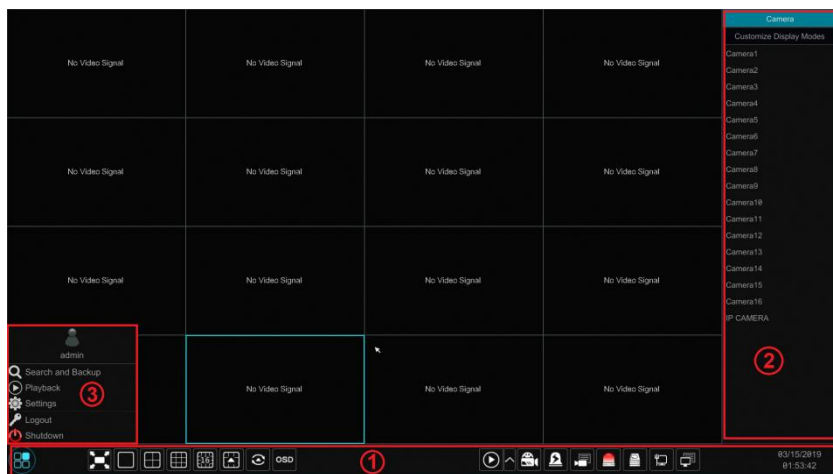 Camera
Customize Display Modes
No Video Signal No Video Signal No Video Signal No Video Signal
Camera1
Camera2
Camera3
Camera4
Camera5
Camera6
No Video Signal No Video Signal No Video Signal No Video Signal
Camera7
Camera8
Camera9
Camera10
Camera11
Camera12
Camera13
No Video Signal No Video Signal No Video Signal No Video Signal
Camera14
Camera15
Camera16
IP CAMERA
admin
Search and Backup
Playback
Settings
Logout
Shutdown
3
No Video Signal No Video Signal No Video Signal
2
16
OSD
1
03/15/2019
01:53:42